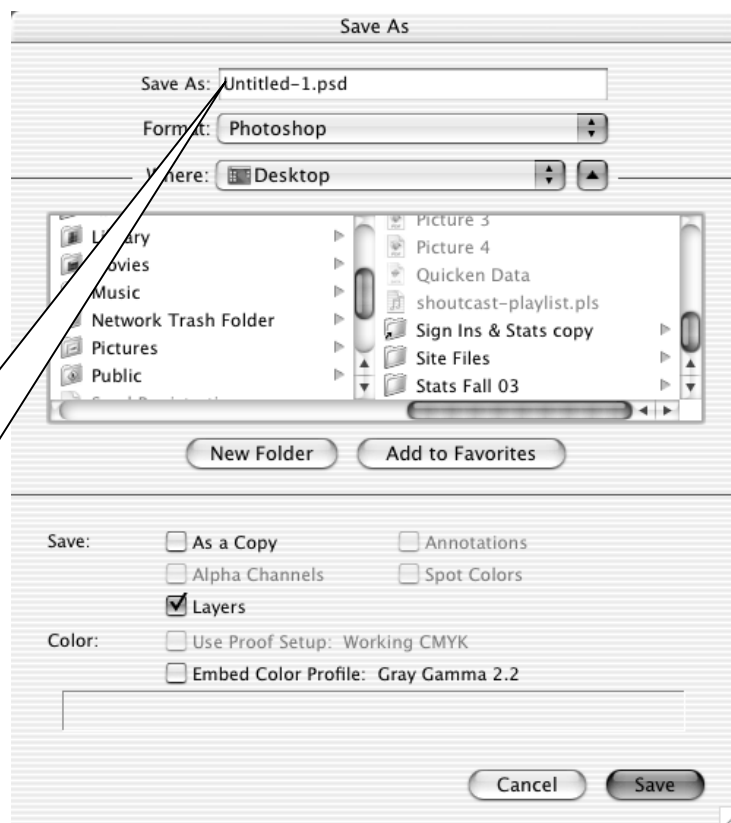 Save As
Save As: Untitled-1.psd
Format: Photoshop
Where: Desktop
Library
Movies
Music
Network Trash Folder
Pictures
Public
Picture 3
Picture 4
Quicken Data
shoutcast-playlist.pls
Sign Ins & Stats copy
Site Files
Stats Fall 03
New Folder
Add to Favorites
Save: As a Copy Annotations
Alpha Channels Spot Colors
Layers
Color: Use Proof Setup: Working CMYK
Embed Color Profile: Gray Gamma 2.2
Cancel Save